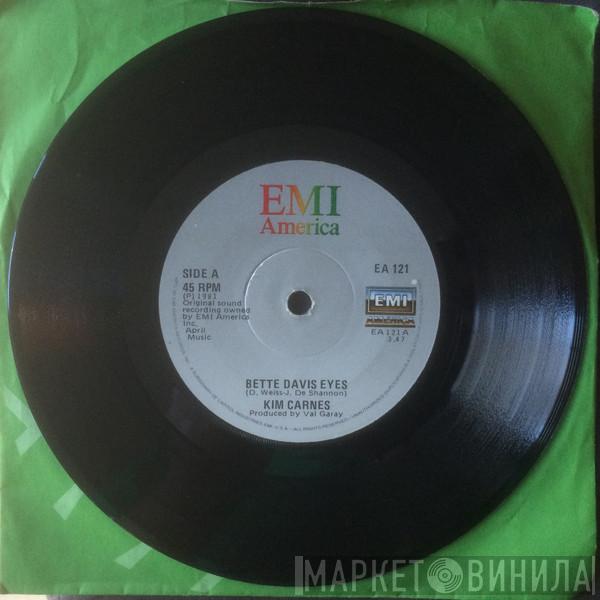 EMI
America
SIDE A
45 RPM
(P) 1981
Original sound
recording owned
by EMI America
Inc.
April
Music
EA 121
EMI
AMERICA
EA 121 A
3.47
BETTE DAVIS EYES
(D. Weiss-J. De Shannon)
KIM CARNES
Produced by Val Garay
МАРКЕТ ВИНИЛА